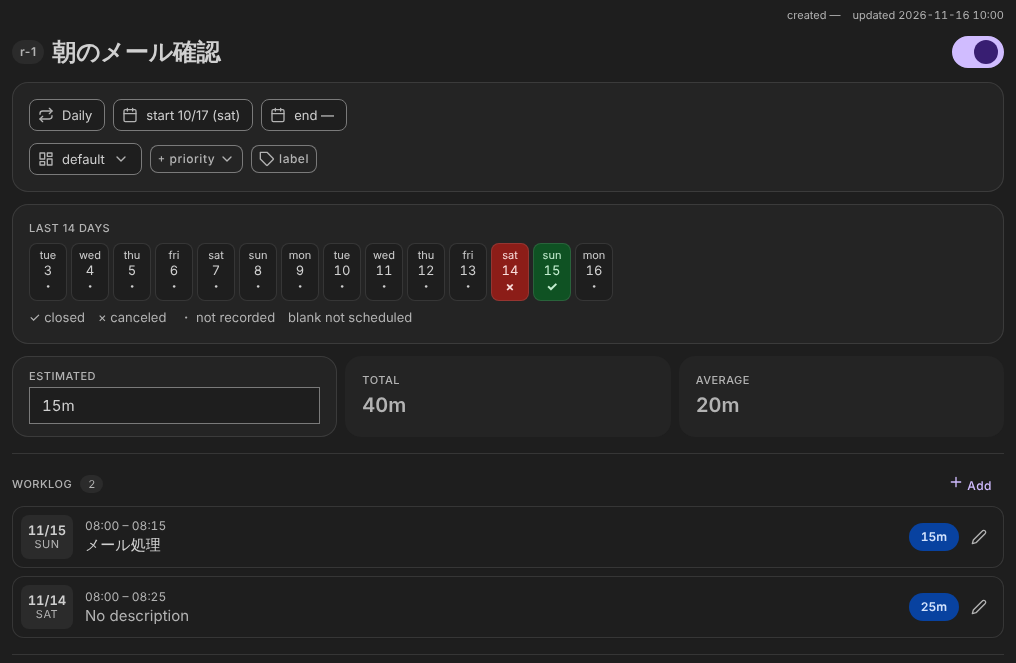 created — updated 2026-11-16 10:00
r-1 朝のメール確認
Daily start 10/17 (sat) end —
default + priority label
LAST 14 DAYS
tue wed thu fri sat sun mon tue wed thu fri sat sun mon
3 4 5 6 7 8 9 10 11 12 13 14 15 16
• • • • • • • • • • • × ✓ •
✓ closed × canceled · not recorded blank not scheduled
ESTIMATED
15m
TOTAL
40m
AVERAGE
20m
WORKLOG 2
+ Add
11/15 08:00 – 08:15
SUN メール処理
15m
11/14 08:00 – 08:25
SAT No description
25m